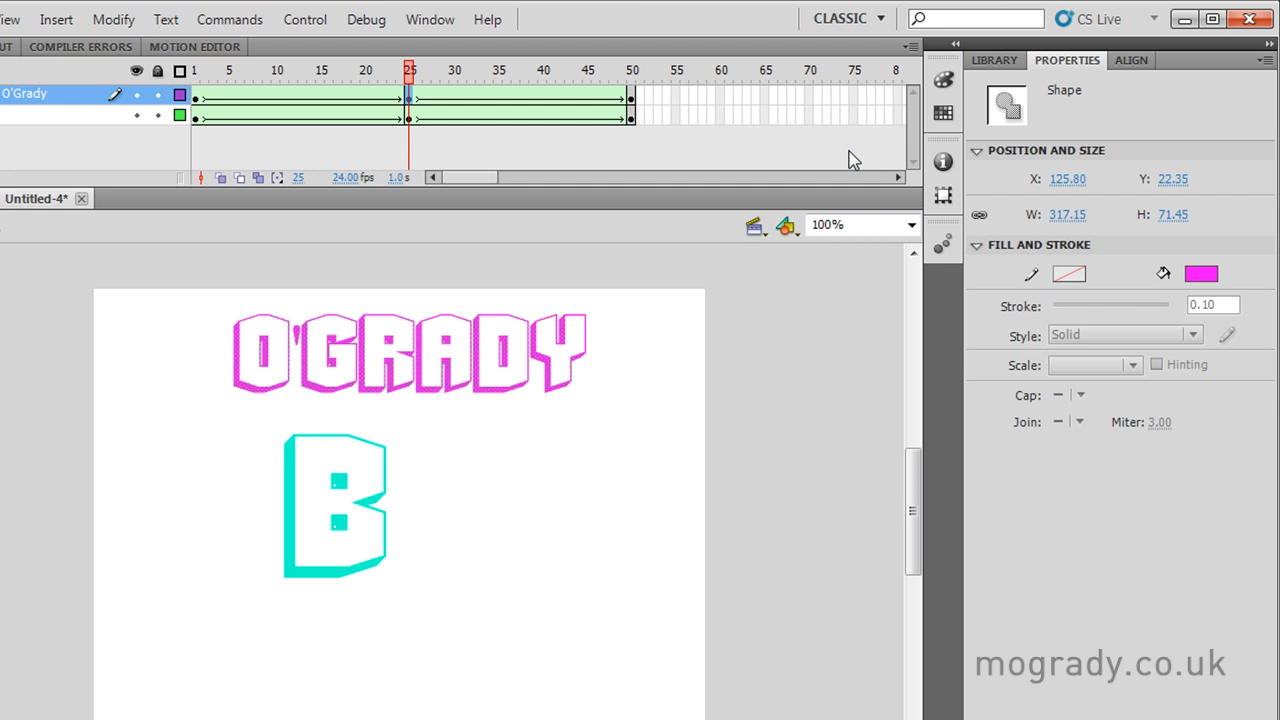 iew Insert Modify Text Commands Control Debug Window Help CLASSIC CS Live
UT COMPILER ERRORS MOTION EDITOR
LIBRARY PROPERTIES ALIGN
1 5 10 15 20 25 30 35 40 45 50 55 60 65 70 75 8
O'Grady
Shape
POSITION AND SIZE
X: 125.80 Y: 22.35
25 24.00 fps 1.0 s
Untitled-4*
W: 317.15 H: 71.45
100%
FILL AND STROKE
Stroke: 0.10
Style: Solid
Scale: Hinting
Cap:
Join: Miter: 3.00
O'GRADY
B
mogrady.co.uk